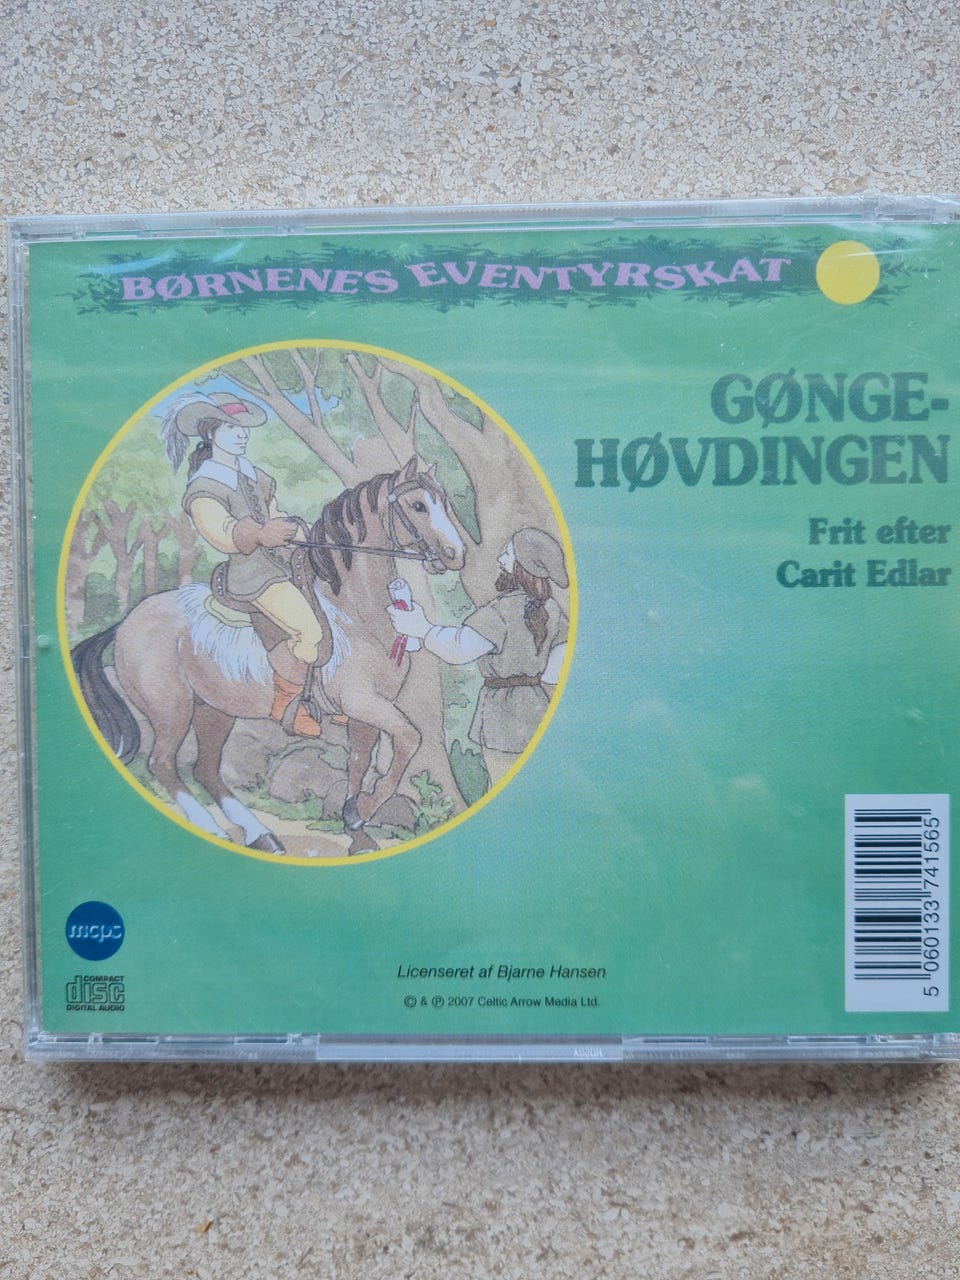 BØRNENES EVENTYRSKAT
GØNGE-
HØVDINGEN
Frit efter
Carit Edlar
mcps
COMPACT
disc
DIGITAL AUDIO
Licenseret af Bjarne Hansen
© & ℗ 2007 Celtic Arrow Media Ltd.
5 060133 741565